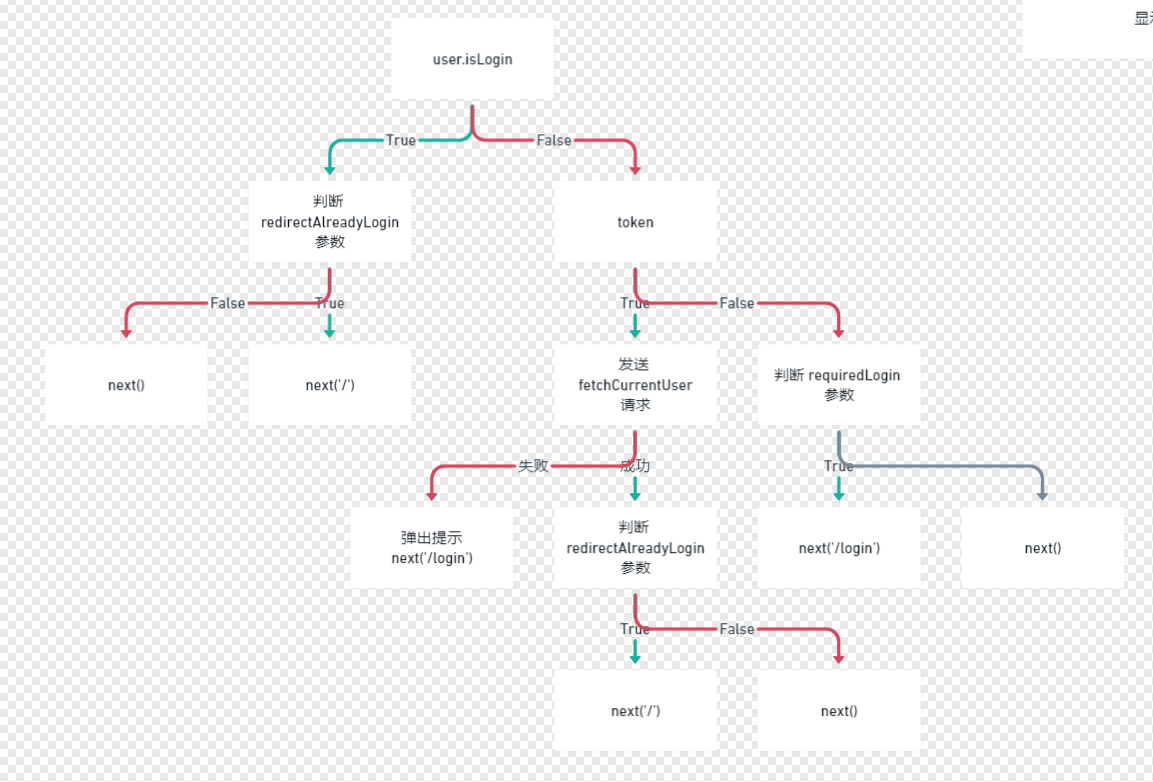 显
user.isLogin
True
False
判断
redirectAlreadyLogin
参数
token
False
True
True
False
next()
next('/')
发送
fetchCurrentUser
请求
判断 requiredLogin
参数
失败
成功
True
弹出提示
next('/login')
判断
redirectAlreadyLogin
参数
next('/login')
next()
True
False
next('/')
next()